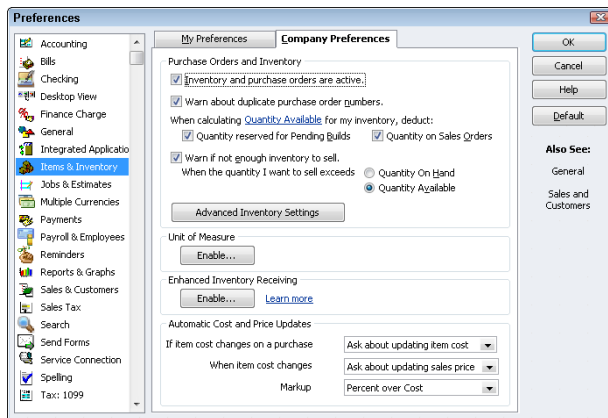 Preferences
Accounting
Bills
Checking
Desktop View
Finance Charge
General
Integrated Applicatio
Items & Inventory
Jobs & Estimates
Multiple Currencies
Payments
Payroll & Employees
Reminders
Reports & Graphs
Sales & Customers
Sales Tax
Search
Send Forms
Service Connection
Spelling
Tax: 1099
My Preferences
Company Preferences
Purchase Orders and Inventory
Inventory and purchase orders are active.
Warn about duplicate purchase order numbers.
When calculating Quantity Available for my inventory, deduct:
Quantity reserved for Pending Builds
Quantity on Sales Orders
Warn if not enough inventory to sell.
When the quantity I want to sell exceeds
Quantity On Hand
Quantity Available
Advanced Inventory Settings
Unit of Measure
Enable...
Enhanced Inventory Receiving
Enable...
Learn more
Automatic Cost and Price Updates
If item cost changes on a purchase
Ask about updating item cost
When item cost changes
Ask about updating sales price
Markup
Percent over Cost
OK
Cancel
Help
Default
Also See:
General
Sales and
Customers